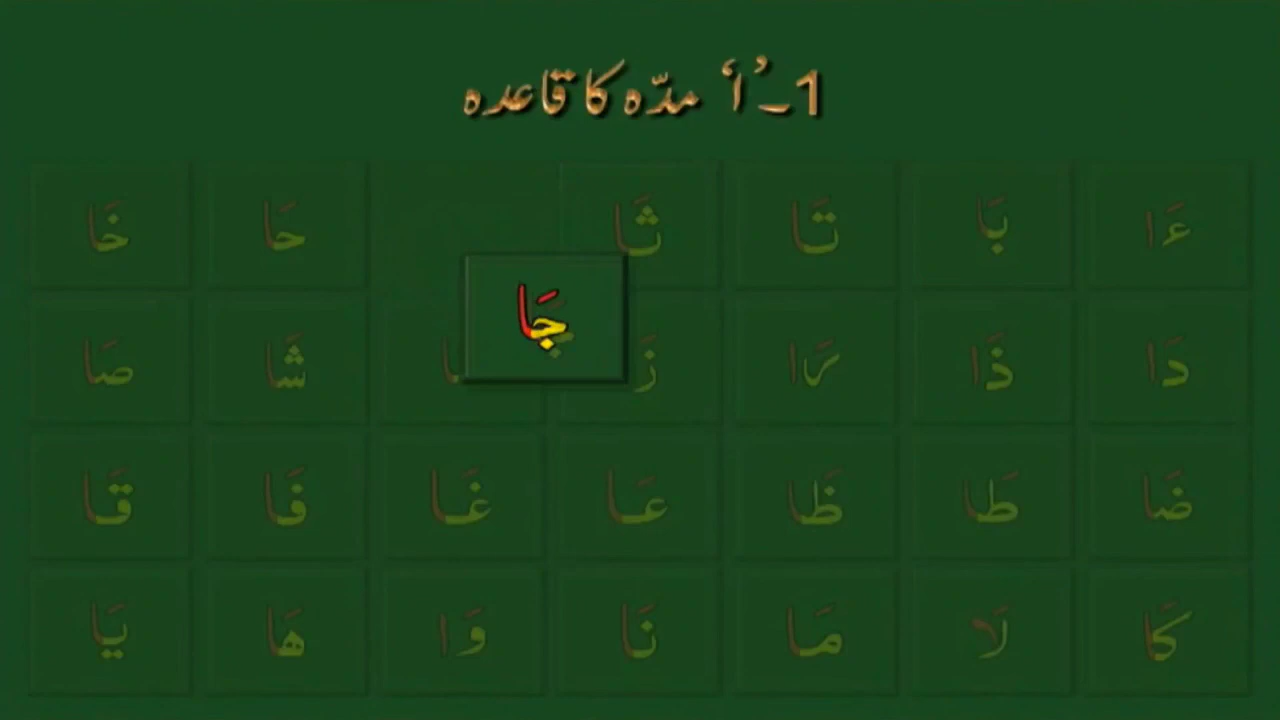 1۔ ’ا‘ مدّہ کا قاعدہ
ءَا بَا تَا ثَا جَا حَا خَا
دَا ذَا رَا زَ شَا صَا
ضَا طَا ظَا عَا غَا فَا قَا
كَا لَا مَا نَا وَا هَا يَا